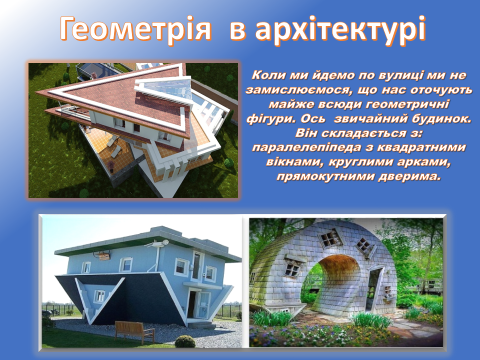 Геометрія в архітектурі
Коли ми йдемо по вулиці ми не
замислюємося, що нас оточують
майже всюди геометричні
фігури. Ось звичайний будинок.
Він складається з:
паралелепіпеда з квадратними
вікнами, круглими арками,
прямокутними дверима.